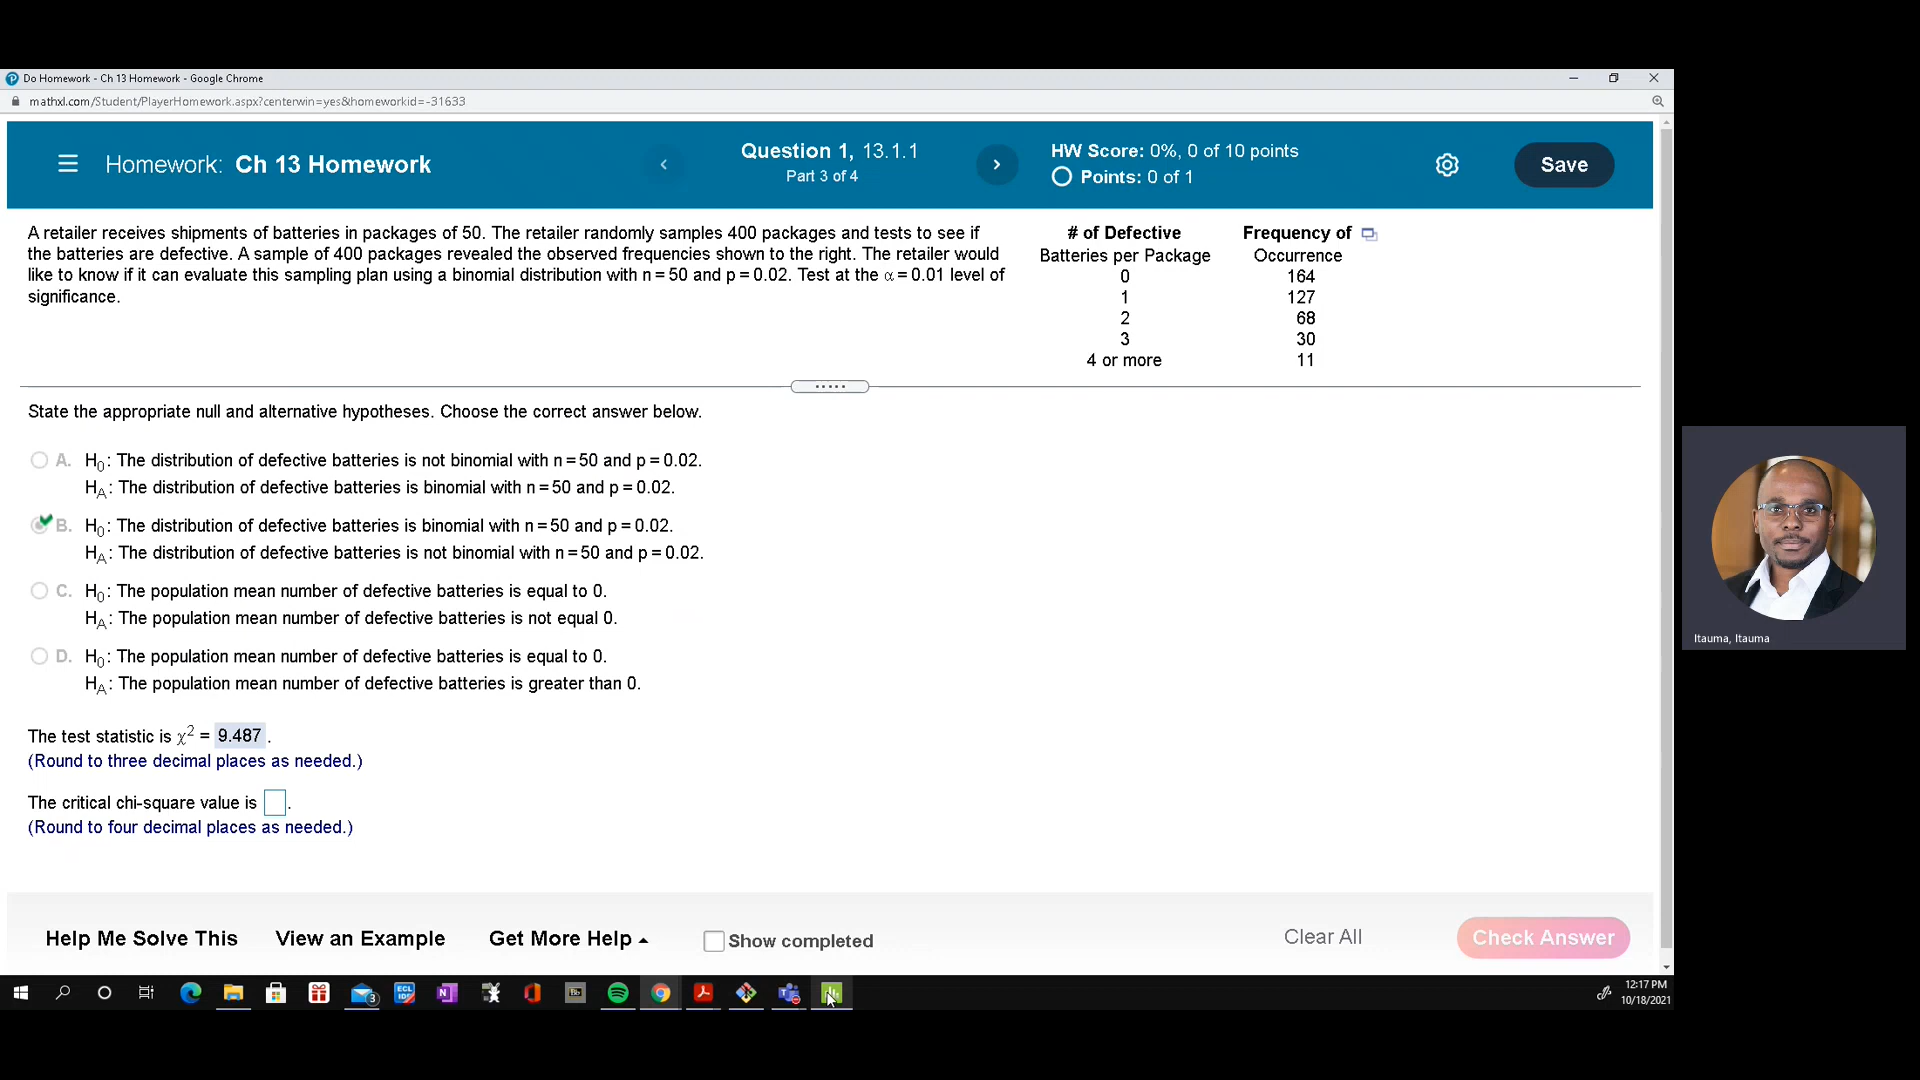 Do Homework - Ch 13 Homework - Google Chrome
mathxl.com/Student/PlayerHomework.aspx?centerwin=yes&homeworkid=-31633
Homework: Ch 13 Homework
Question 1, 13.1.1
Part 3 of 4
HW Score: 0%, 0 of 10 points
Points: 0 of 1
Save
A retailer receives shipments of batteries in packages of 50. The retailer randomly samples 400 packages and tests to see if
the batteries are defective. A sample of 400 packages revealed the observed frequencies shown to the right. The retailer would
like to know if it can evaluate this sampling plan using a binomial distribution with n = 50 and p = 0.02. Test at the α = 0.01 level of
significance.
# of Defective Frequency of
Batteries per Package Occurrence
0 164
1 127
2 68
3 30
4 or more 11
State the appropriate null and alternative hypotheses. Choose the correct answer below.
A. H0: The distribution of defective batteries is not binomial with n = 50 and p = 0.02.
HA: The distribution of defective batteries is binomial with n = 50 and p = 0.02.
B. H0: The distribution of defective batteries is binomial with n = 50 and p = 0.02.
HA: The distribution of defective batteries is not binomial with n = 50 and p = 0.02.
C. H0: The population mean number of defective batteries is equal to 0.
HA: The population mean number of defective batteries is not equal 0.
D. H0: The population mean number of defective batteries is equal to 0.
HA: The population mean number of defective batteries is greater than 0.
The test statistic is χ2 = 9.487.
(Round to three decimal places as needed.)
The critical chi-square value is .
(Round to four decimal places as needed.)
Help Me Solve This
View an Example
Get More Help
Show completed
Clear All
Check Answer
Itauma, Itauma
12:17 PM
10/18/2021